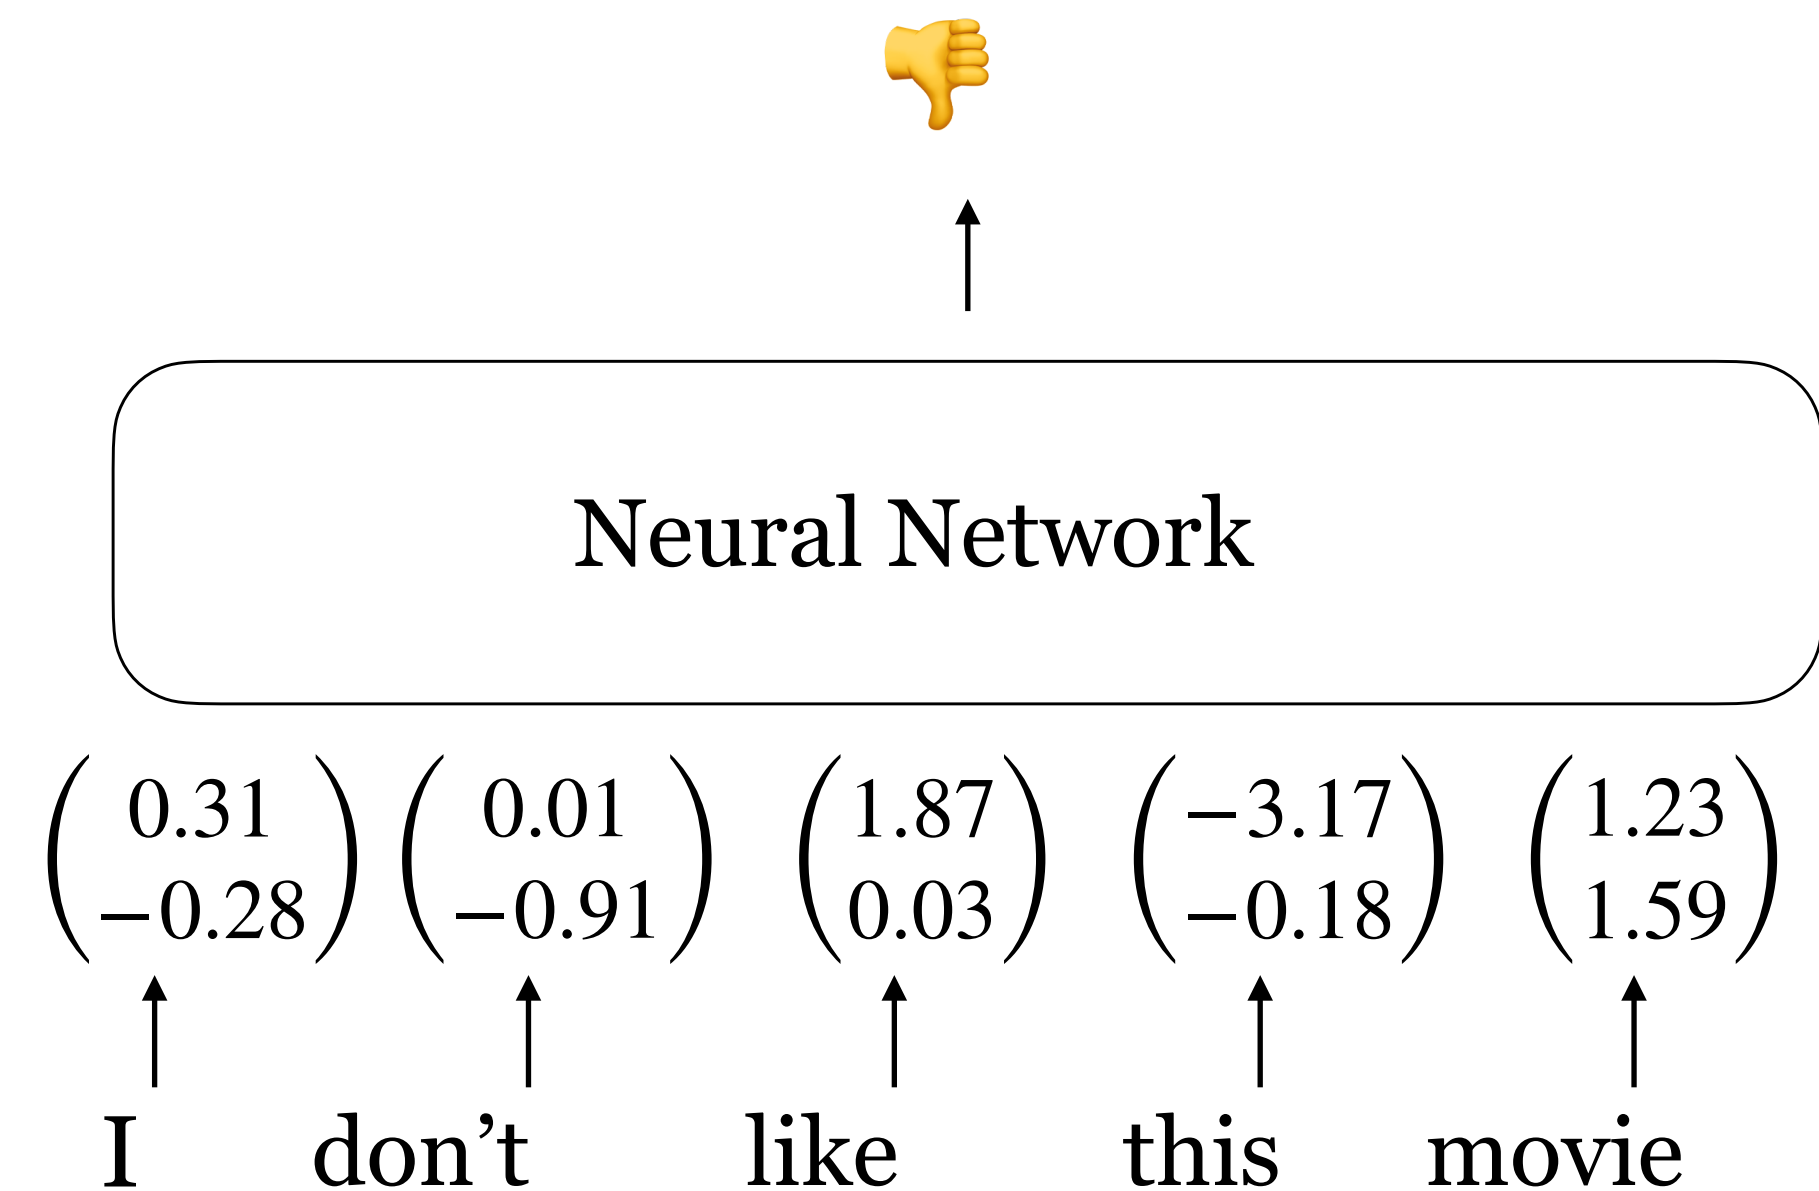 Neural Network
0.31 0.01 1.87 −3.17 1.23
−0.28 −0.91 0.03 −0.18 1.59
I don’t like this movie